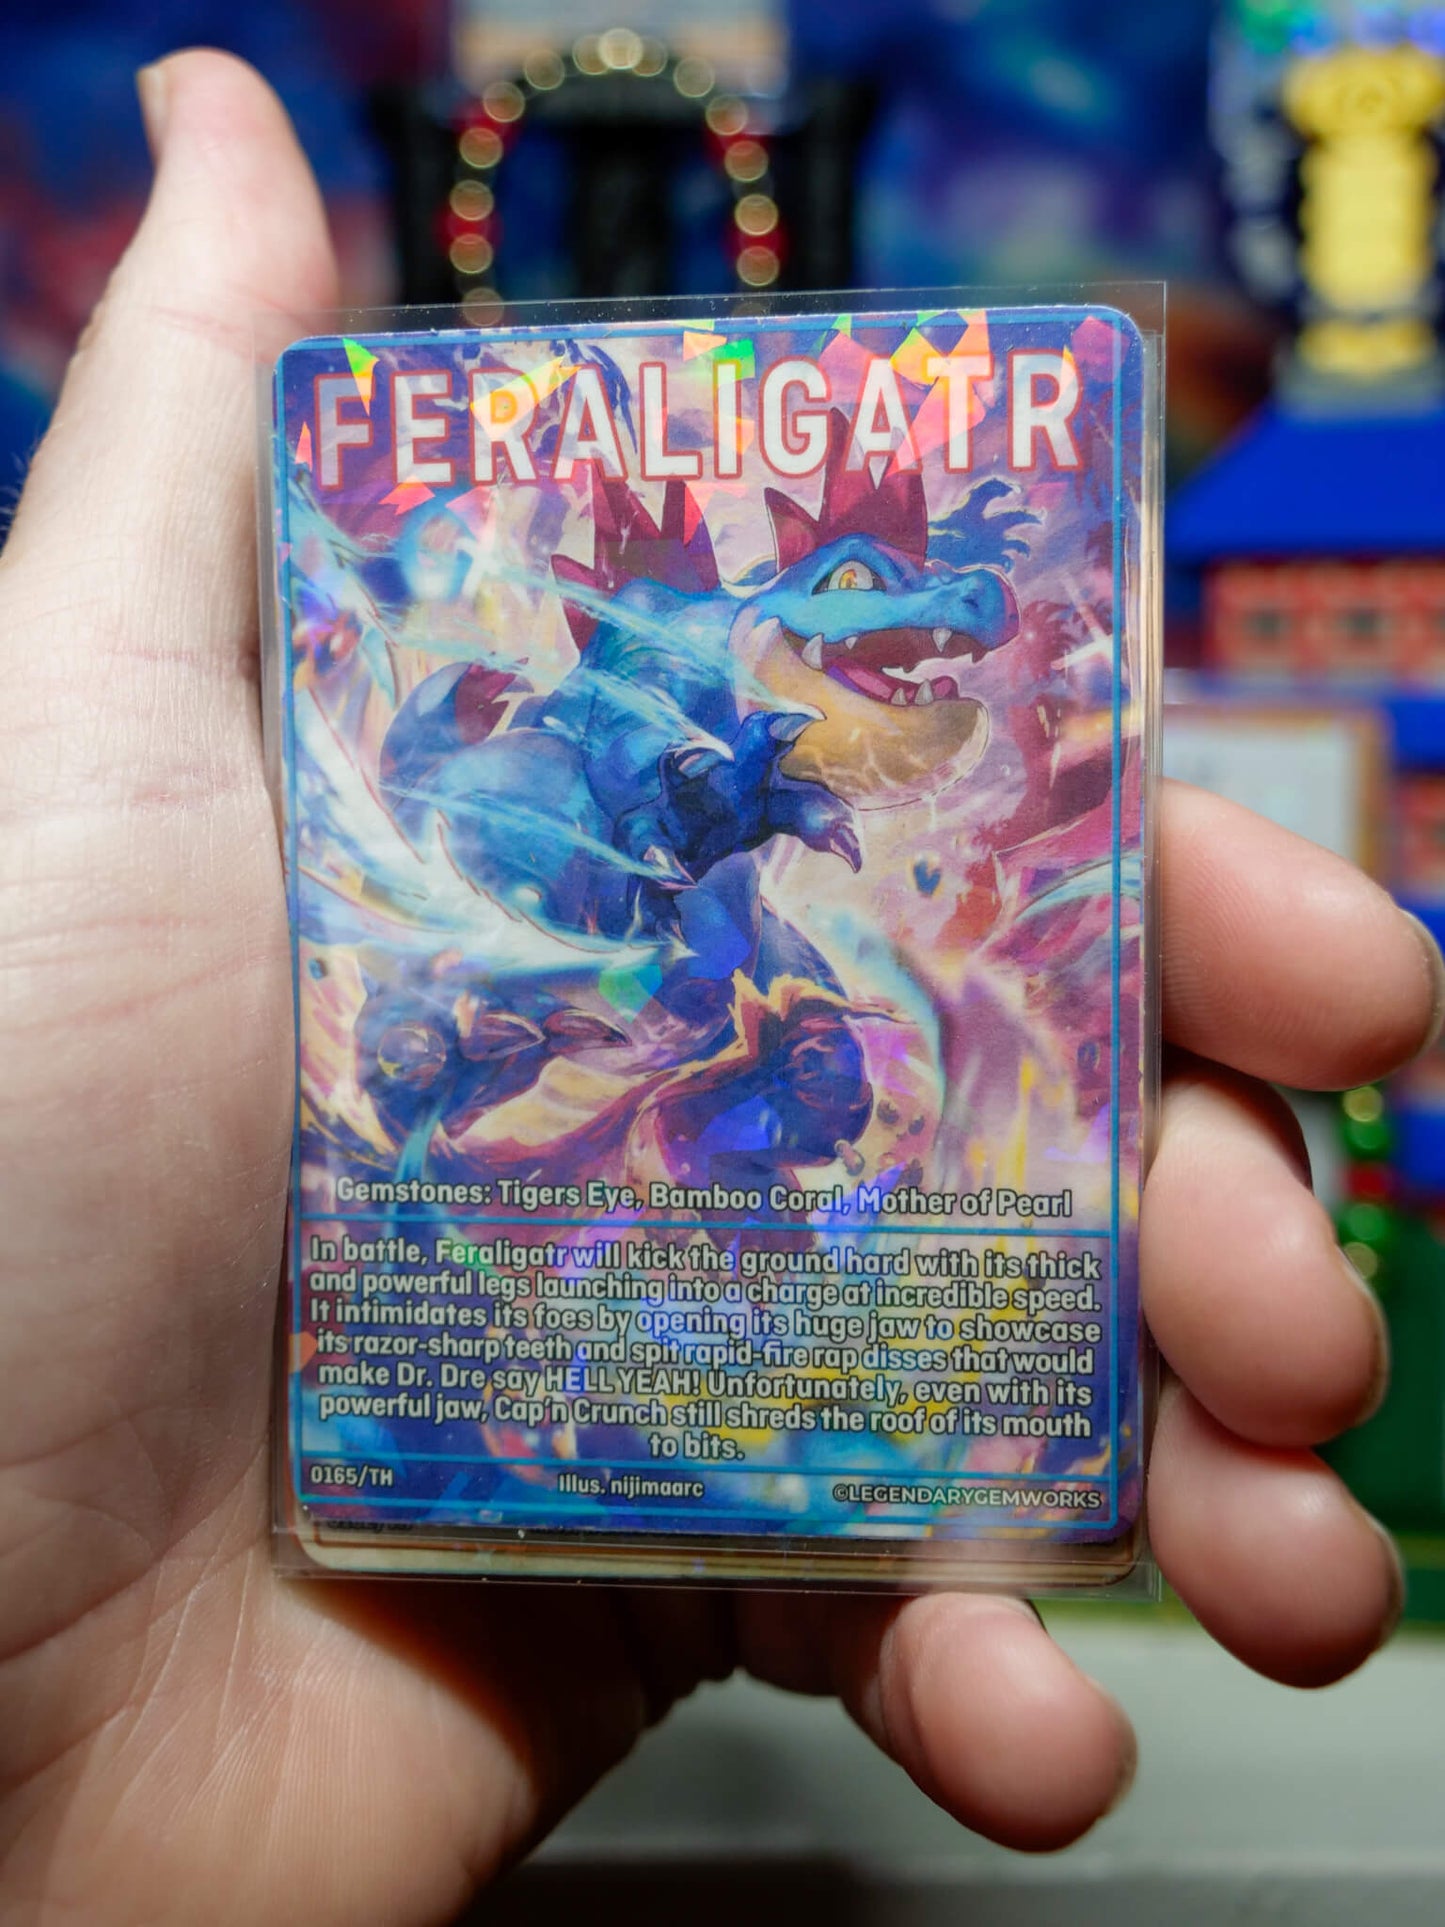 FERALIGATR
Gemstones: Tigers Eye, Bamboo Coral, Mother of Pearl
In battle, Feraligatr will kick the ground hard with its thick
and powerful legs launching into a charge at incredible speed.
It intimidates its foes by opening its huge jaw to showcase
its razor-sharp teeth and spit rapid-fire rap disses that would
make Dr. Dre say HELL YEAH! Unfortunately, even with its
powerful jaw, Cap'n Crunch still shreds the roof of its mouth
to bits.
0165/TH Illus. nijimaarc ©LEGENDARYGEMWORKS